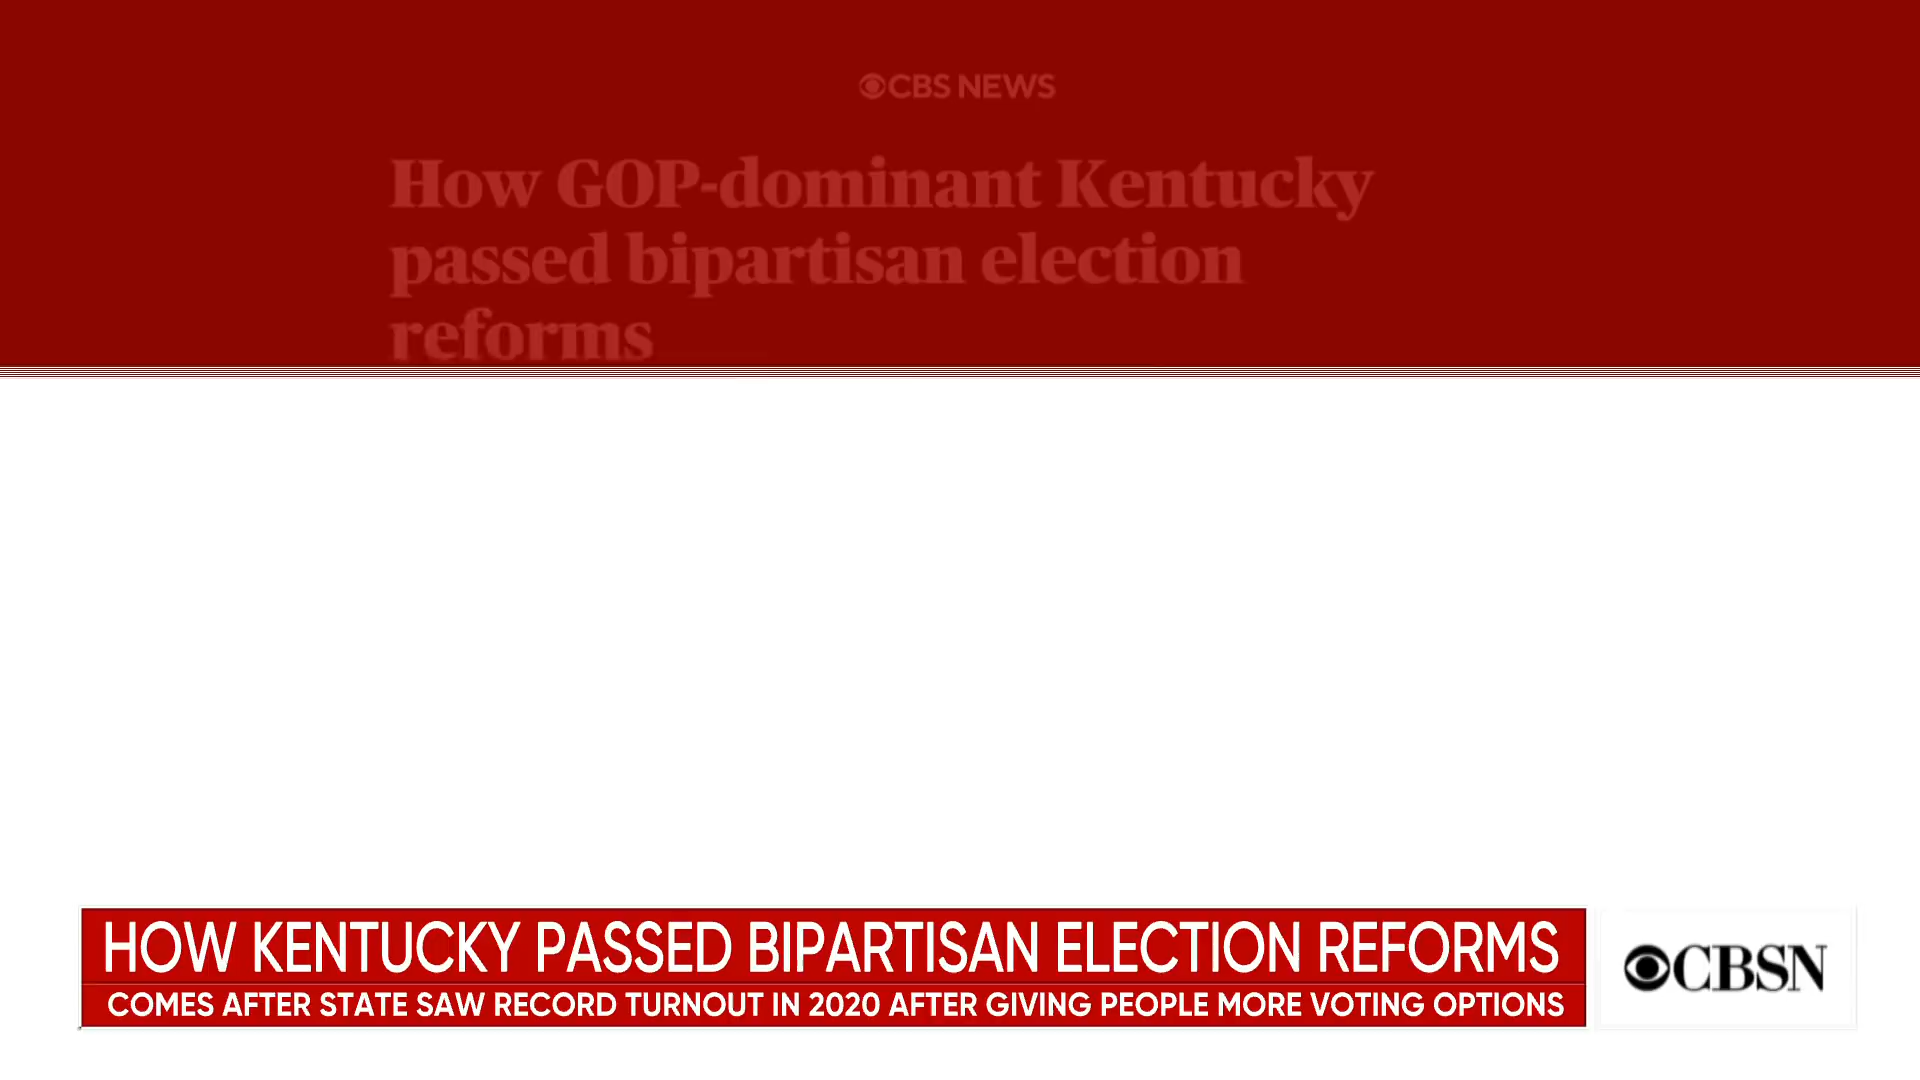 CBS NEWS
How GOP-dominant Kentucky
passed bipartisan election
reforms
HOW KENTUCKY PASSED BIPARTISAN ELECTION REFORMS
COMES AFTER STATE SAW RECORD TURNOUT IN 2020 AFTER GIVING PEOPLE MORE VOTING OPTIONS
CBSN